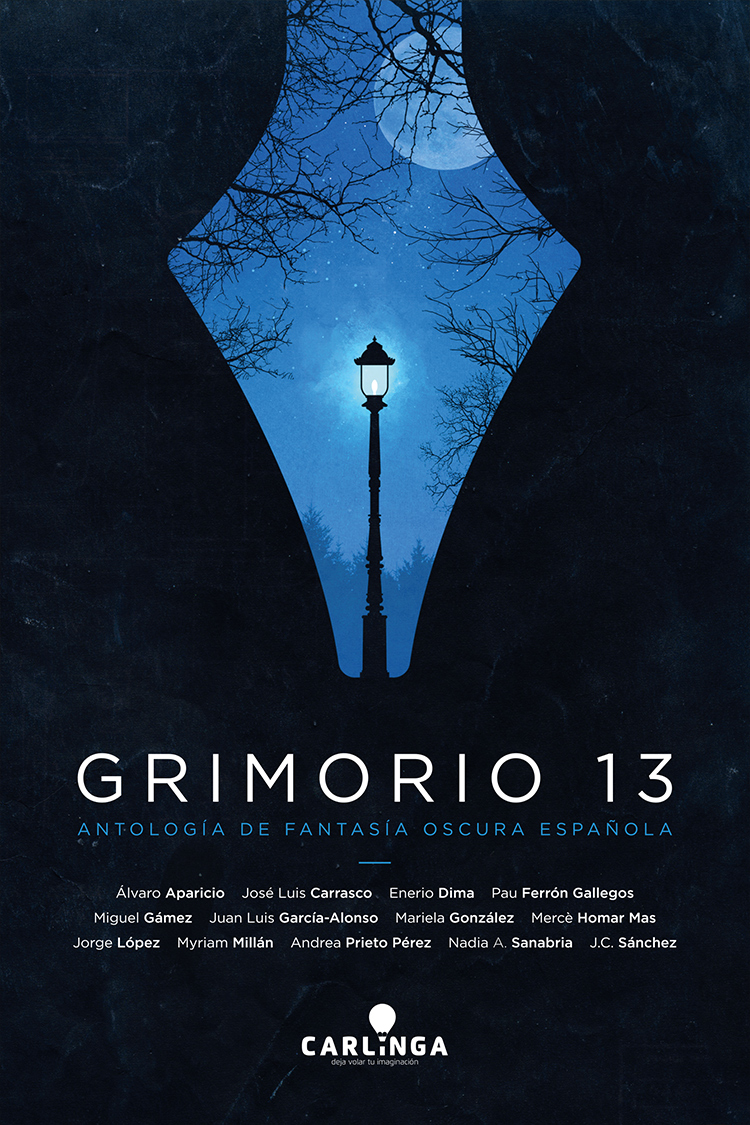 GRIMORIO 13
ANTOLOGÍA DE FANTASÍA OSCURA ESPAÑOLA
Álvaro Aparicio José Luis Carrasco Enerio Dima Pau Ferrón Gallegos
Miguel Gámez Juan Luis García-Alonso Mariela González Mercè Homar Mas
Jorge López Myriam Millán Andrea Prieto Pérez Nadia A. Sanabria J.C. Sánchez
CARLINGA
deja volar tu imaginación